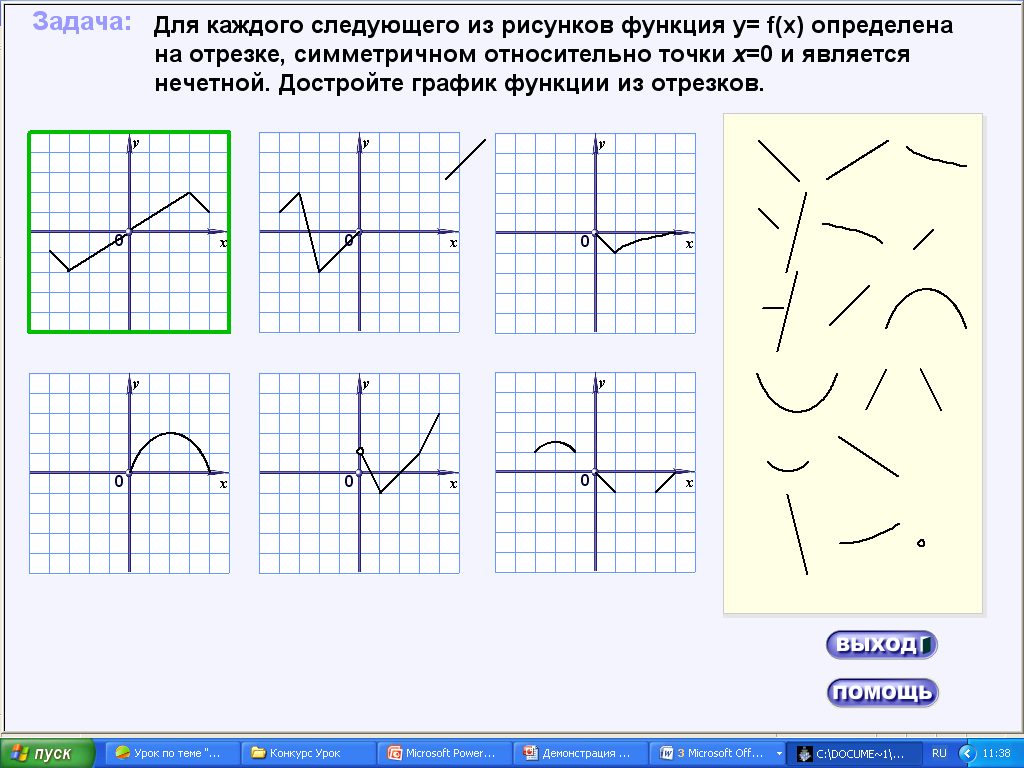 Задача:
Для каждого следующего из рисунков функция y= f(x) определена
на отрезке, симметричном относительно точки x=0 и является
нечетной. Достройте график функции из отрезков.
y
0
x
y
0
x
y
0
x
y
0
x
y
0
x
y
0
x
ВЫХОД
ПОМОЩЬ
пуск
Урок по теме "...
Конкурс Урок
Microsoft Power...
Демонстрация ...
3 Microsoft Off...
C:\DOCUME~1\...
RU
11:38